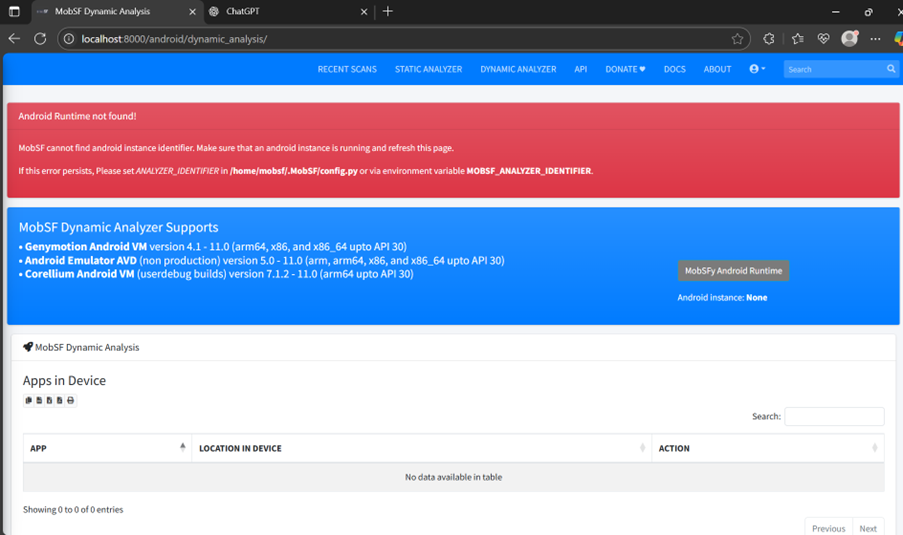 MobSF Dynamic Analysis
ChatGPT
localhost:8000/android/dynamic_analysis/
RECENT SCANS STATIC ANALYZER DYNAMIC ANALYZER API DONATE ♥ DOCS ABOUT Search
Android Runtime not found!
MobSF cannot find android instance identifier. Make sure that an android instance is running and refresh this page.
If this error persists, Please set ANALYZER_IDENTIFIER in /home/mobsf/.MobSF/config.py or via environment variable MOBSF_ANALYZER_IDENTIFIER.
MobSF Dynamic Analyzer Supports
• Genymotion Android VM version 4.1 - 11.0 (arm64, x86, and x86_64 upto API 30)
• Android Emulator AVD (non production) version 5.0 - 11.0 (arm, arm64, x86, and x86_64 upto API 30)
• Corellium Android VM (userdebug builds) version 7.1.2 - 11.0 (arm64 upto API 30)
MobSFy Android Runtime
Android instance: None
MobSF Dynamic Analysis
Apps in Device
Search:
APP LOCATION IN DEVICE ACTION
No data available in table
Showing 0 to 0 of 0 entries
Previous Next